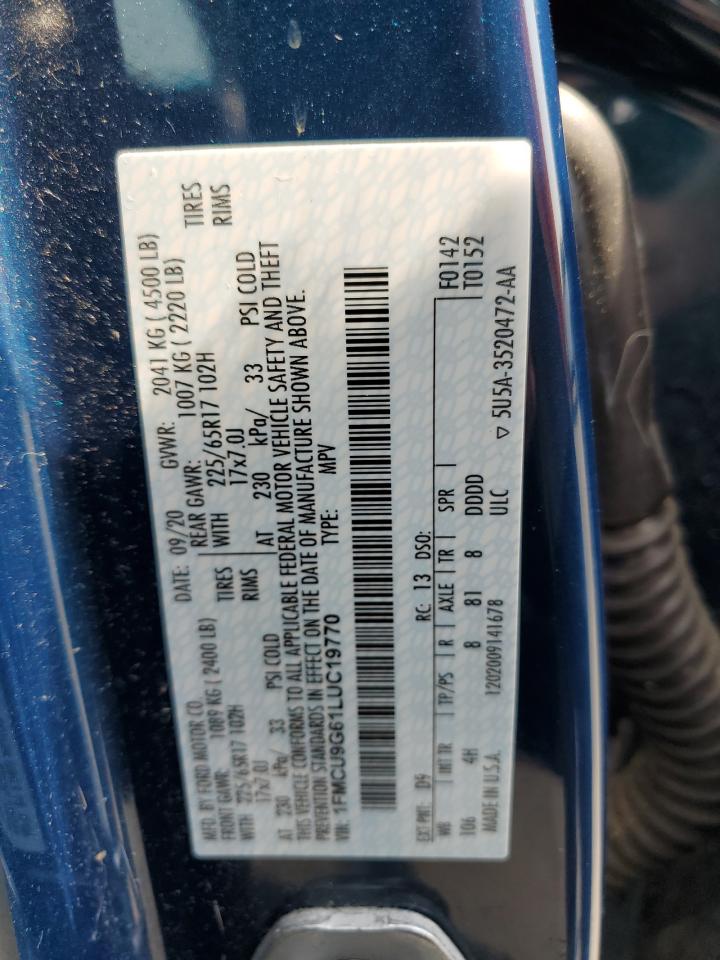 MFD. BY FORD MOTOR CO. DATE: 09/20 GVWR: 2041 KG ( 4500 LB)
FRONT GAWR: 1089 KG ( 2400 LB) REAR GAWR: 1007 KG ( 2220 LB)
WITH 225/65R17 102H TIRES WITH 225/65R17 102H TIRES
17x7.0J RIMS 17x7.0J RIMS
AT 230 kPa/ 33 PSI COLD AT 230 kPa/ 33 PSI COLD
THIS VEHICLE CONFORMS TO ALL APPLICABLE FEDERAL MOTOR VEHICLE SAFETY AND THEFT
PREVENTION STANDARDS IN EFFECT ON THE DATE OF MANUFACTURE SHOWN ABOVE.
VIN: 1FMCU9G61LUC19770 TYPE: MPV
EXT PNT: D9 RC: 13 DSO: F0142
WB INT TR TP/PS R AXLE TR SPR T0152
106 4H 8 81 8 DDDD
MADE IN U.S.A. 1202009141678 ULC ▽ 5U5A-3520472-AA